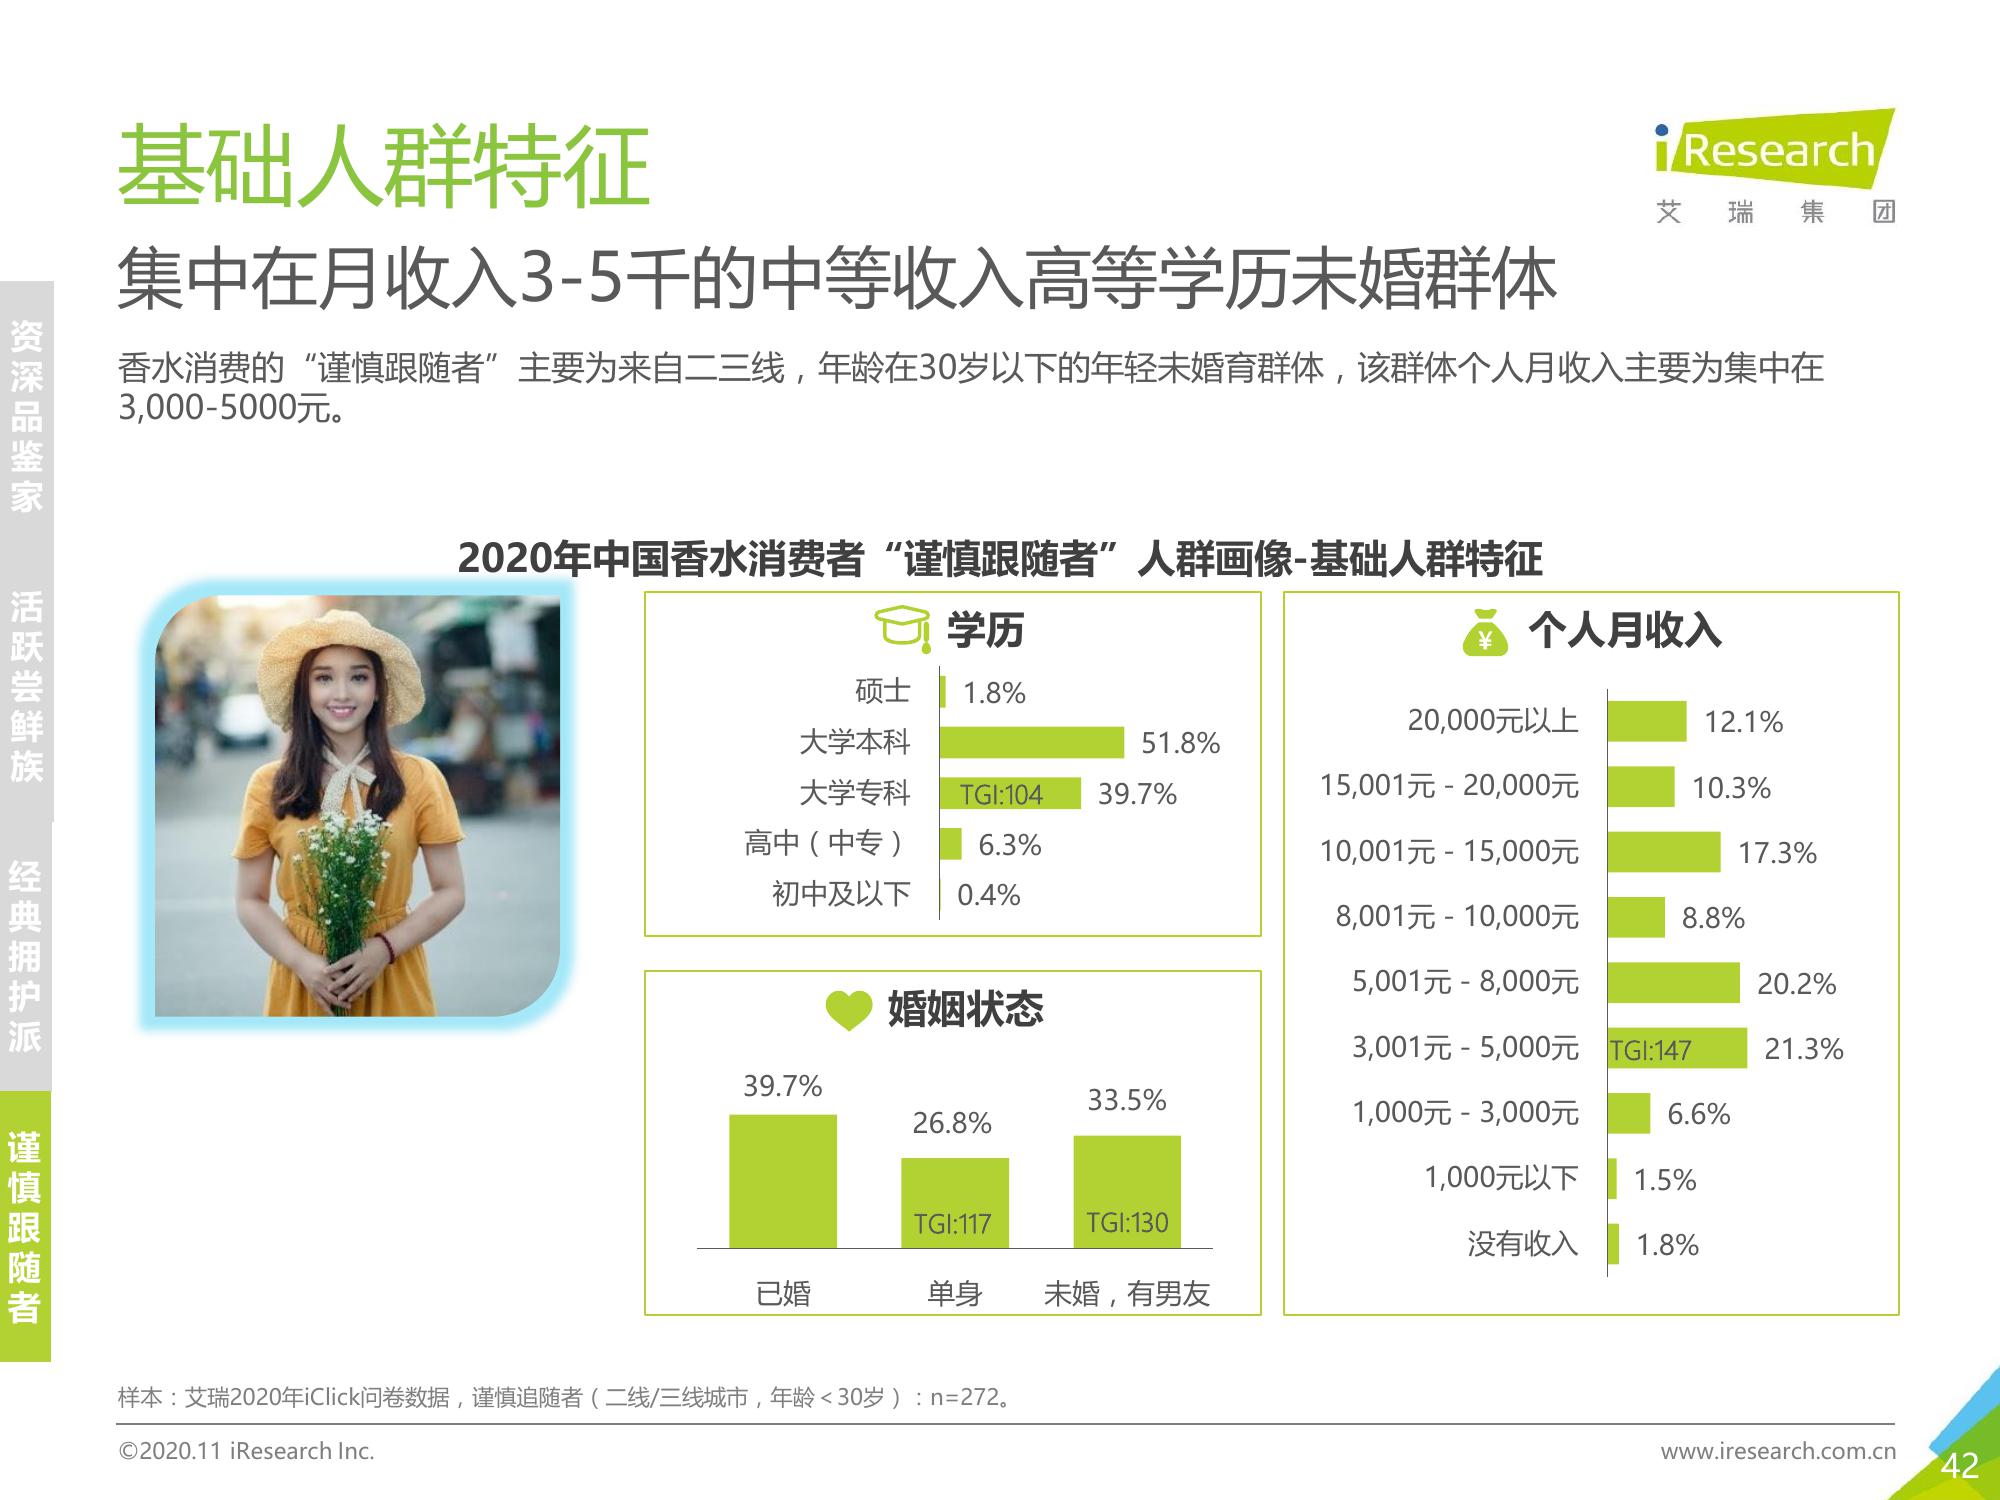 基础人群特征
iResearch
艾瑞集团
集中在月收入3-5千的中等收入高等学历未婚群体
香水消费的“谨慎跟随者”主要为来自二三线，年龄在30岁以下的年轻未婚育群体，该群体个人月收入主要为集中在
3,000-5000元。
资深品鉴家
活跃尝鲜族
经典拥护派
谨慎跟随者
2020年中国香水消费者“谨慎跟随者”人群画像-基础人群特征
学历
硕士 1.8%
大学本科 51.8%
大学专科 TGI:104 39.7%
高中（中专） 6.3%
初中及以下 0.4%
婚姻状态
39.7% 26.8% 33.5%
TGI:117 TGI:130
已婚 单身 未婚，有男友
¥ 个人月收入
20,000元以上 12.1%
15,001元 - 20,000元 10.3%
10,001元 - 15,000元 17.3%
8,001元 - 10,000元 8.8%
5,001元 - 8,000元 20.2%
3,001元 - 5,000元 TGI:147 21.3%
1,000元 - 3,000元 6.6%
1,000元以下 1.5%
没有收入 1.8%
样本：艾瑞2020年iClick问卷数据，谨慎追随者（二线/三线城市，年龄＜30岁）：n=272。
©2020.11 iResearch Inc.
www.iresearch.com.cn
42